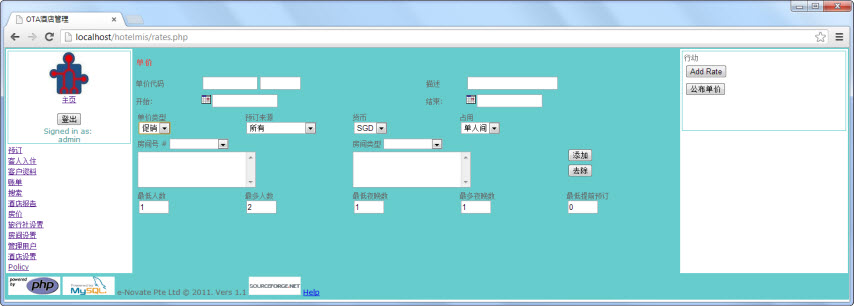 OTA酒店管理
localhost/hotelmis/rates.php
主页
登出
Signed in as:
admin
预订
客人入住
客户资料
账单
搜索
酒店报告
房价
旅行社设置
房间设置
管理用户
酒店设置
Policy
单价
单价代码 描述
开始: 结束:
单价类型 预订来源 货币 占用
促销 所有 SGD 单人间
房间号 # 房间类型
添加
去除
最低人数 最多人数 最低夜晚数 最多夜晚数 最低提前预订
1 2 1 1 0
行动
Add Rate
公布单价
powered by php Powered by MySQL e-Novate Pte Ltd © 2011. Vers 1.1 SOURCEFORGE.NET Help